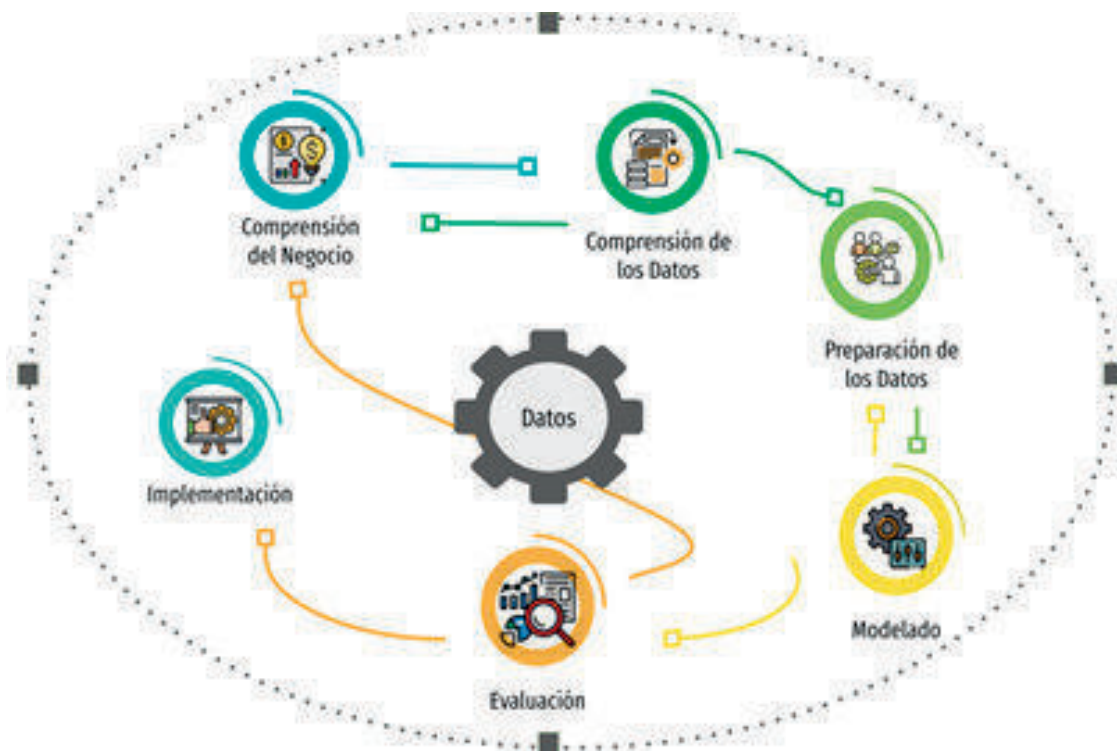 Comprensión
del Negocio
Comprensión de
los Datos
Preparación de
los Datos
Datos
Implementación
Modelado
Evaluación